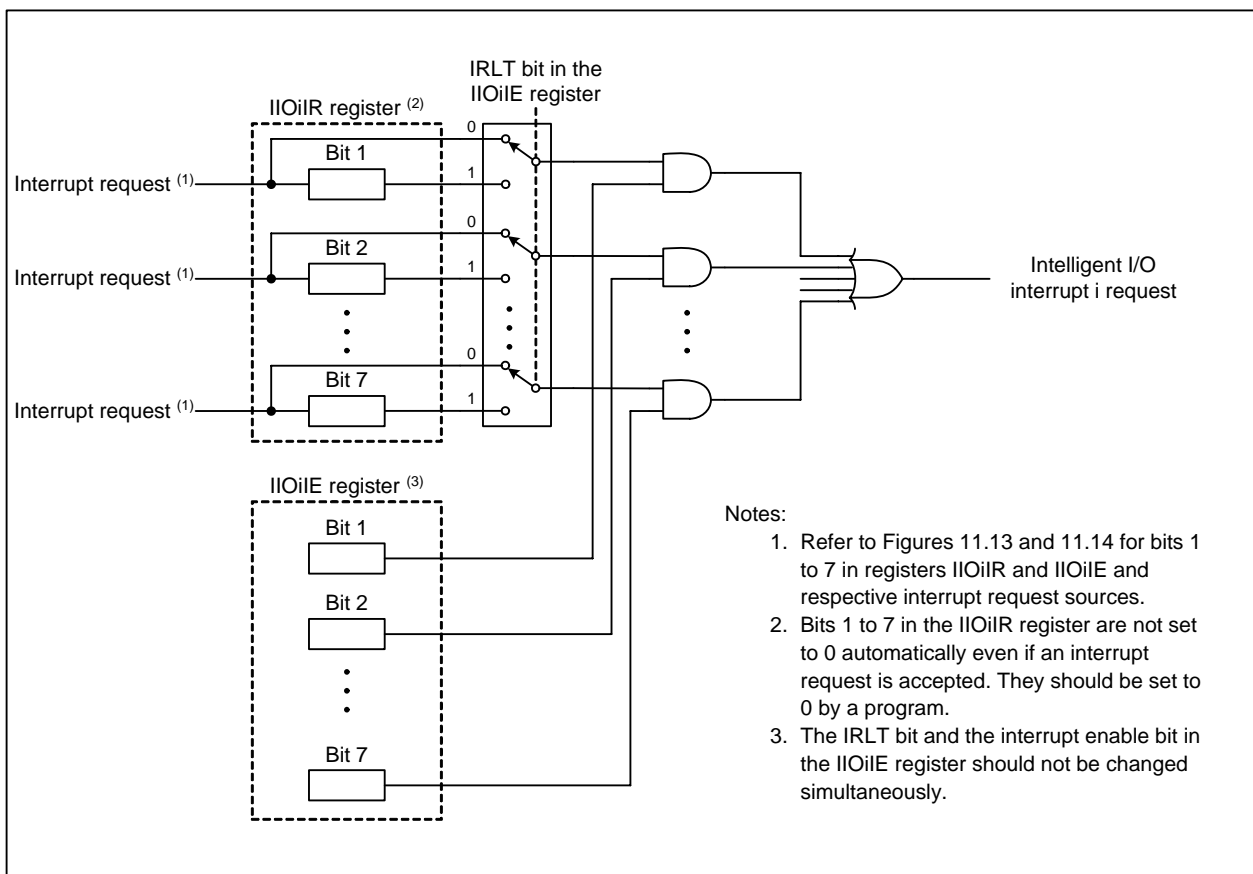 IRLT bit in the
IIOiIE register
IIOiIR register (2)
0
Bit 1
Interrupt request (1)
1
0
Bit 2
Interrupt request (1)
1
Intelligent I/O
interrupt i request
0
Bit 7
Interrupt request (1)
1
IIOiIE register (3)
Bit 1
Bit 2
Bit 7
Notes:
1. Refer to Figures 11.13 and 11.14 for bits 1
to 7 in registers IIOiIR and IIOiIE and
respective interrupt request sources.
2. Bits 1 to 7 in the IIOiIR register are not set
to 0 automatically even if an interrupt
request is accepted. They should be set to
0 by a program.
3. The IRLT bit and the interrupt enable bit in
the IIOiIE register should not be changed
simultaneously.